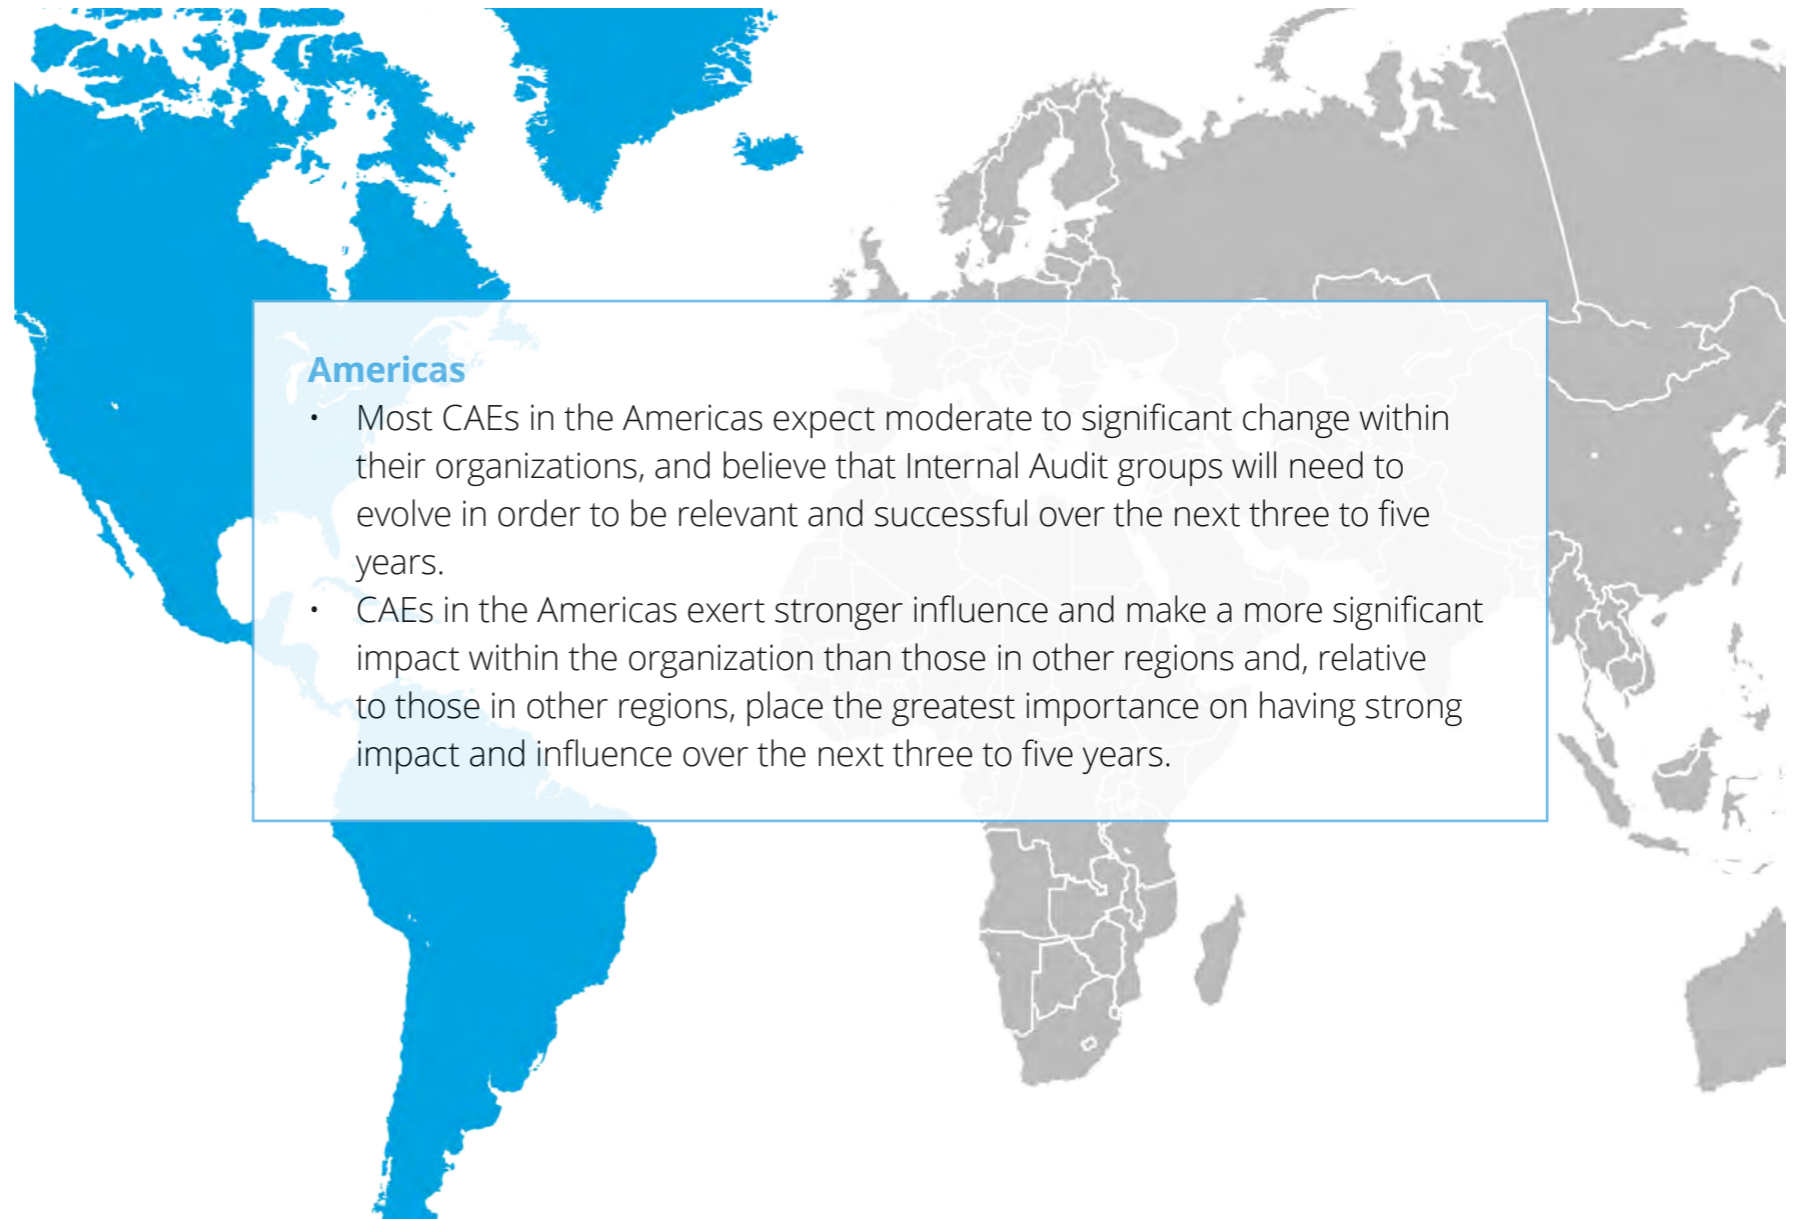 Americas
• Most CAEs in the Americas expect moderate to significant change within
their organizations, and believe that Internal Audit groups will need to
evolve in order to be relevant and successful over the next three to five
years.
• CAEs in the Americas exert stronger influence and make a more significant
impact within the organization than those in other regions and, relative
to those in other regions, place the greatest importance on having strong
impact and influence over the next three to five years.